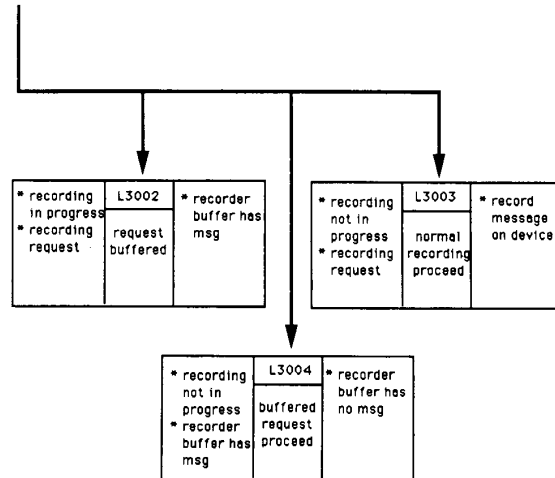 * recording
in progress
* recording
request
L3002
request
buffered
* recorder
buffer has
msg
* recording
not in
progress
* recording
request
L3003
normal
recording
proceed
* record
message
on device
* recording
not in
progress
* recorder
buffer has
msg
L3004
buffered
request
proceed
* recorder
buffer has
no msg